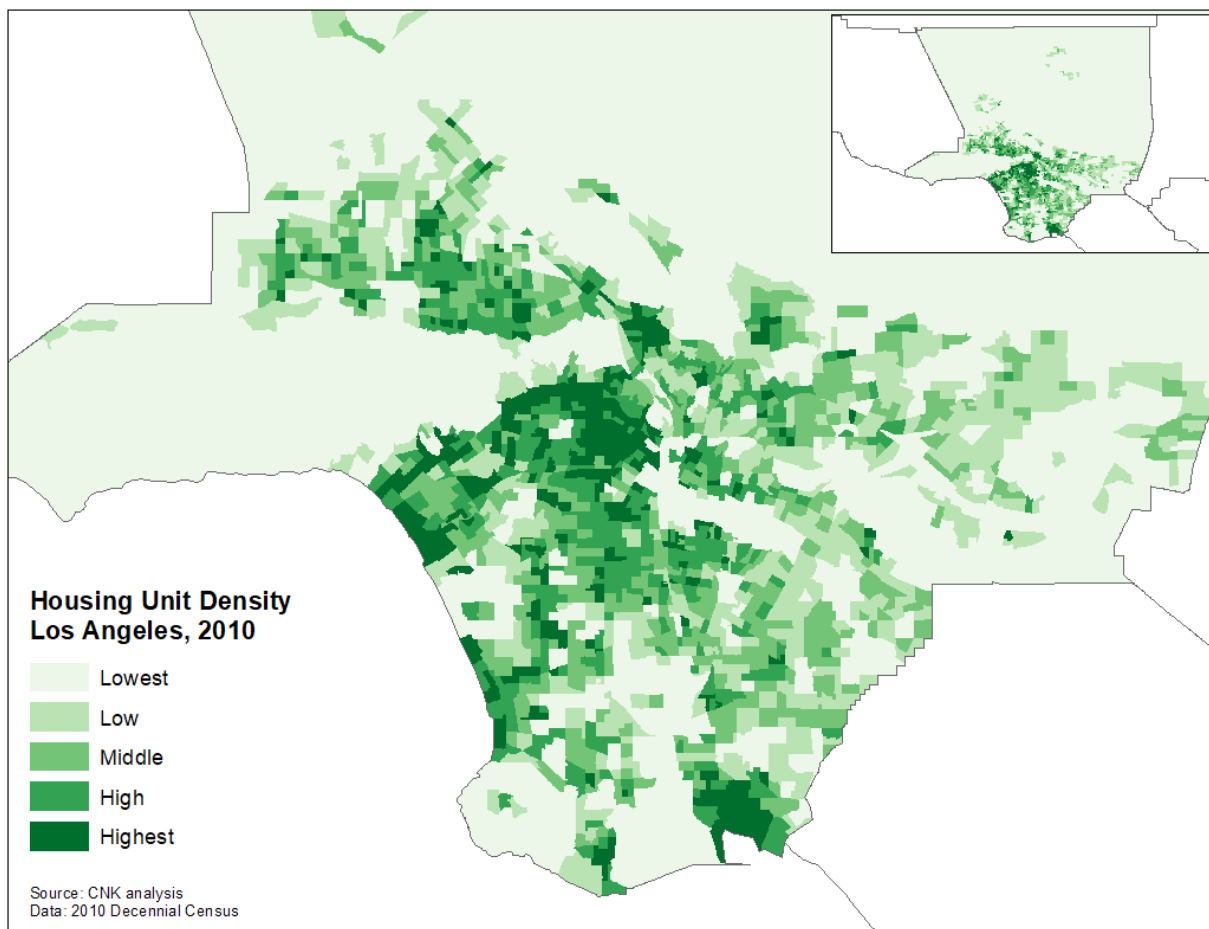 Housing Unit Density
Los Angeles, 2010
Lowest
Low
Middle
High
Highest
Source: CNK analysis
Data: 2010 Decennial Census